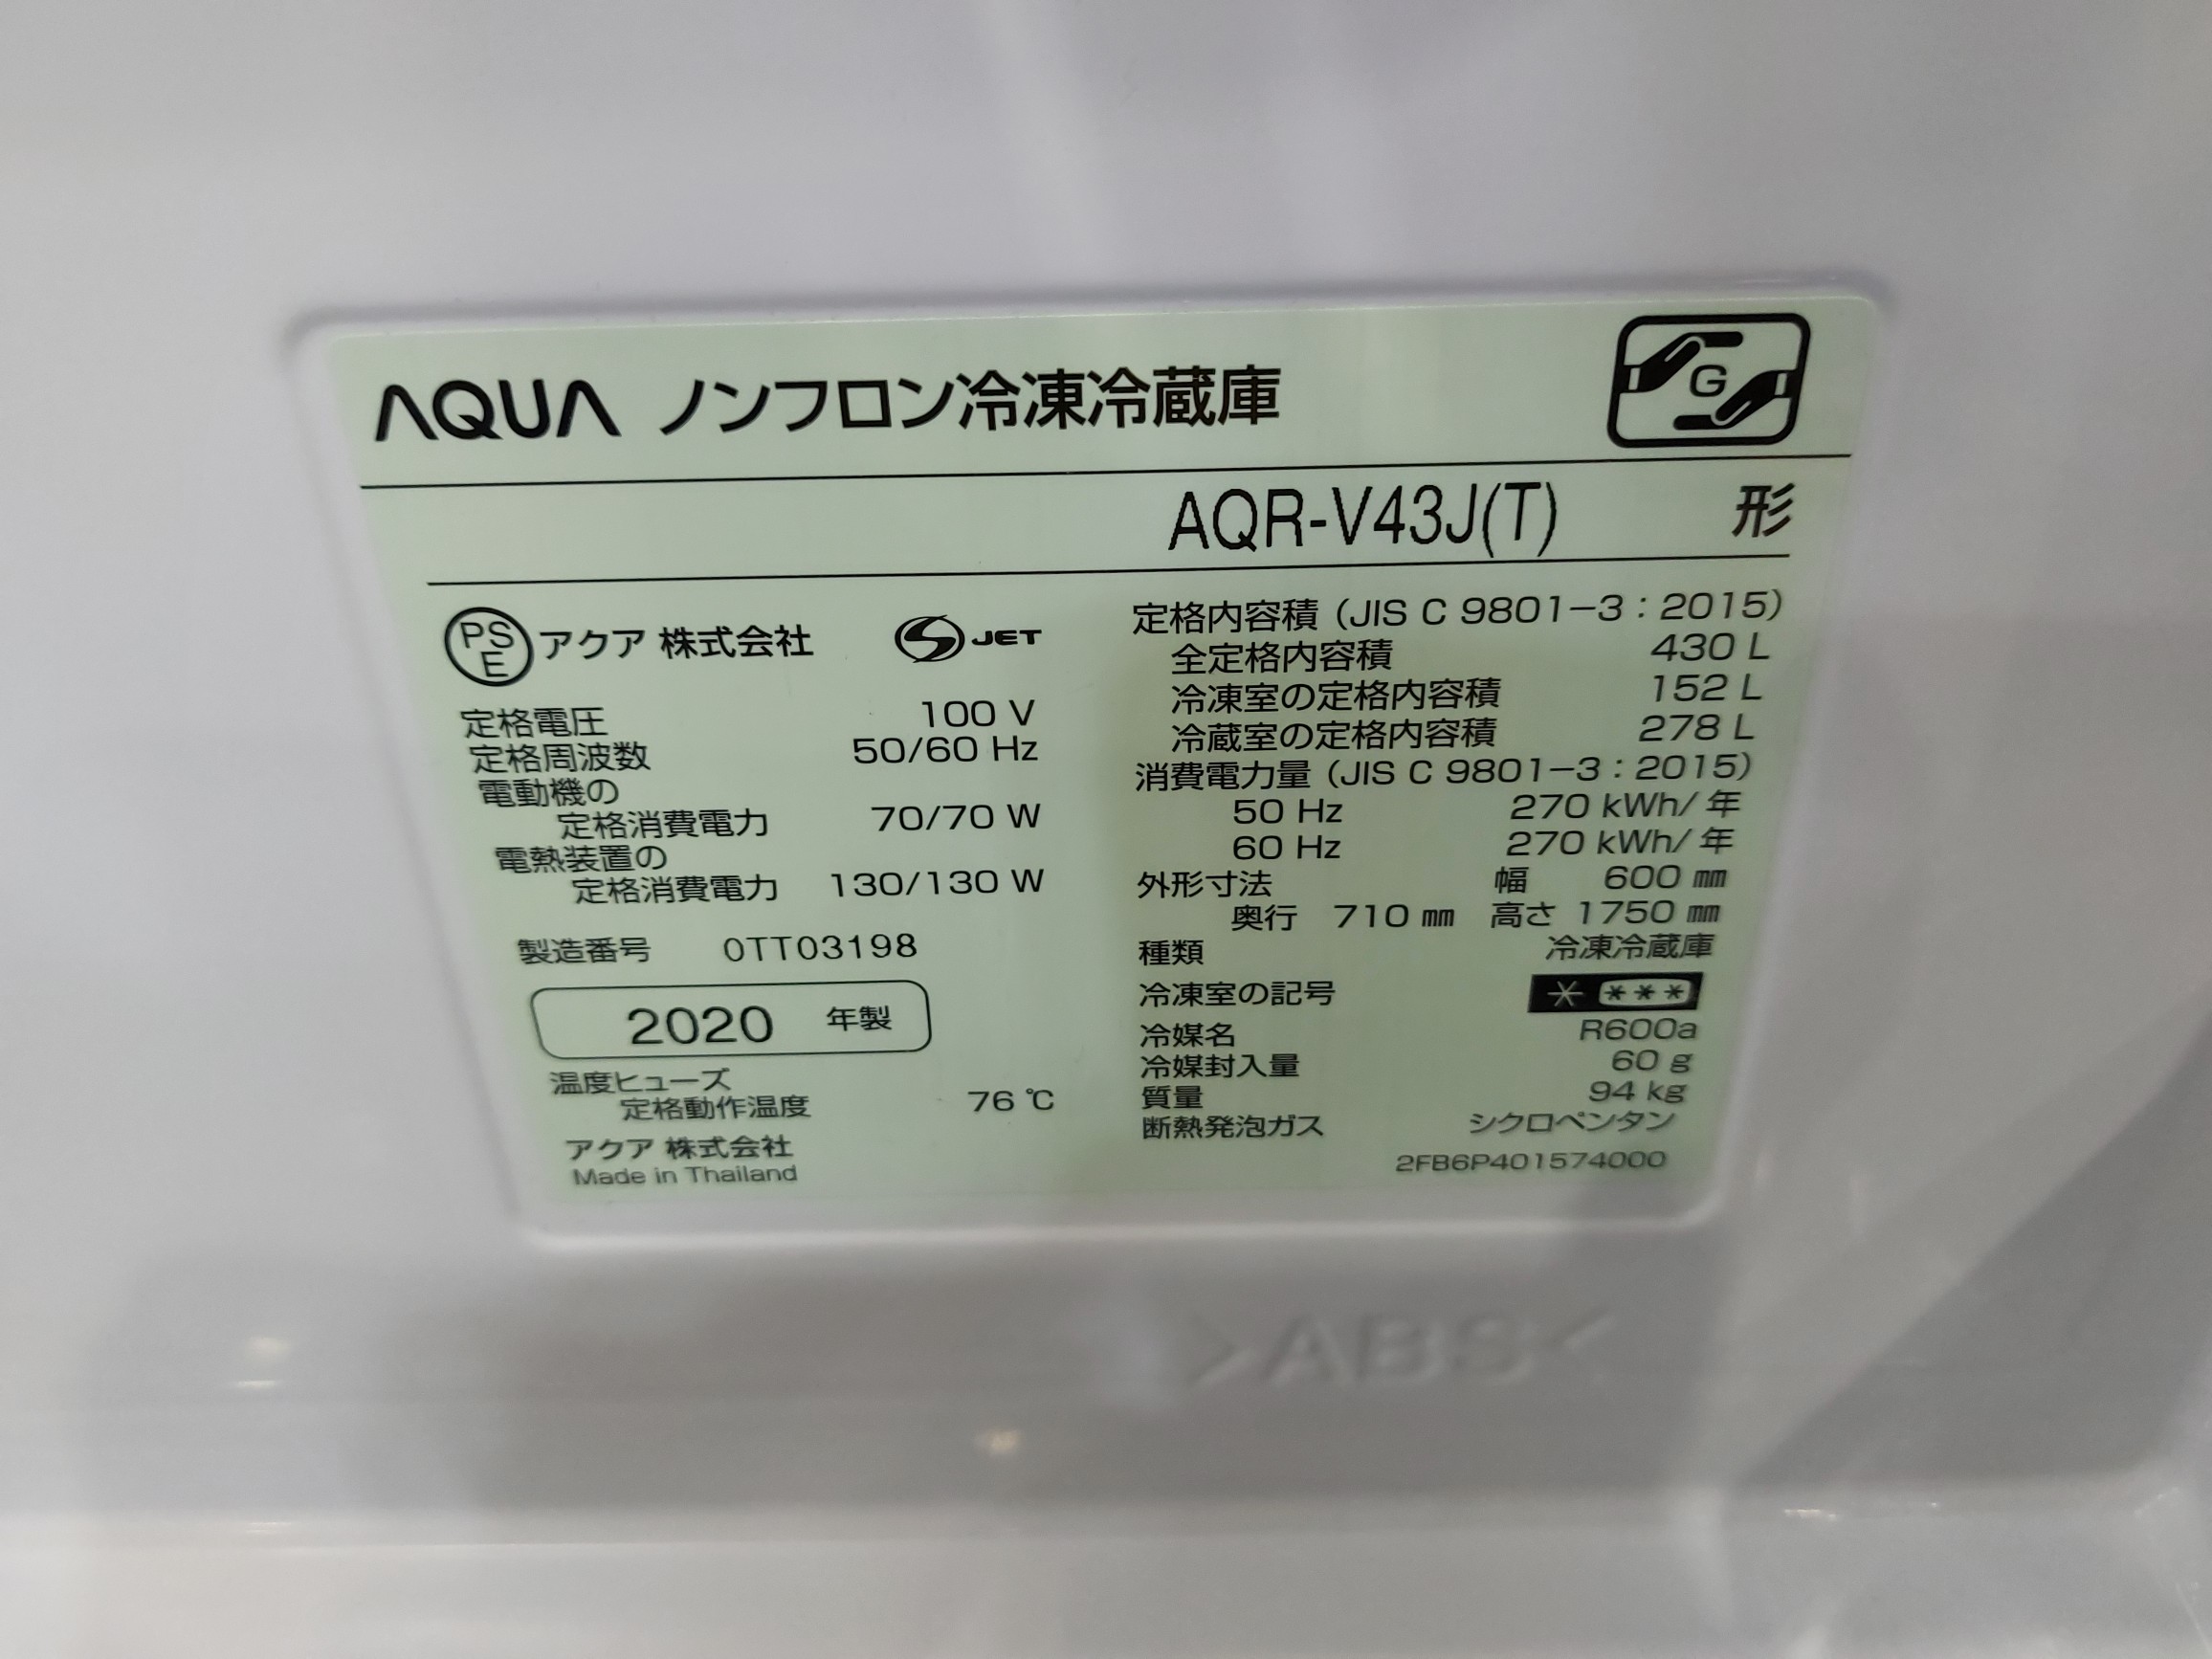 AQUA ノンフロン冷凍冷蔵庫
G
AQR-V43J(T) 形
PS
E
アクア 株式会社
S JET
定格電圧 100 V
定格周波数 50/60 Hz
電動機の
定格消費電力 70/70 W
電熱装置の
定格消費電力 130/130 W
製造番号 0TT03198
2020 年製
温度ヒューズ
定格動作温度 76 ℃
アクア 株式会社
Made in Thailand
定格内容積 (JIS C 9801-3 : 2015)
全定格内容積 430 L
冷凍室の定格内容積 152 L
冷蔵室の定格内容積 278 L
消費電力量 (JIS C 9801-3 : 2015)
50 Hz 270 kWh/ 年
60 Hz 270 kWh/ 年
外形寸法 幅 600 ㎜
奥行 710 ㎜ 高さ 1750 ㎜
種類 冷凍冷蔵庫
冷凍室の記号 * ***
冷媒名 R600a
冷媒封入量 60 g
質量 94 kg
断熱発泡ガス シクロペンタン
2FB6P401574000
>ABS<